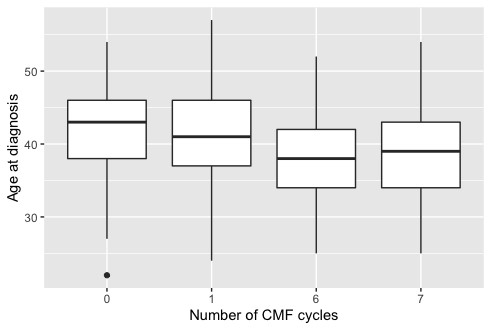 Age at diagnosis
50
40
30
0 1 6 7
Number of CMF cycles